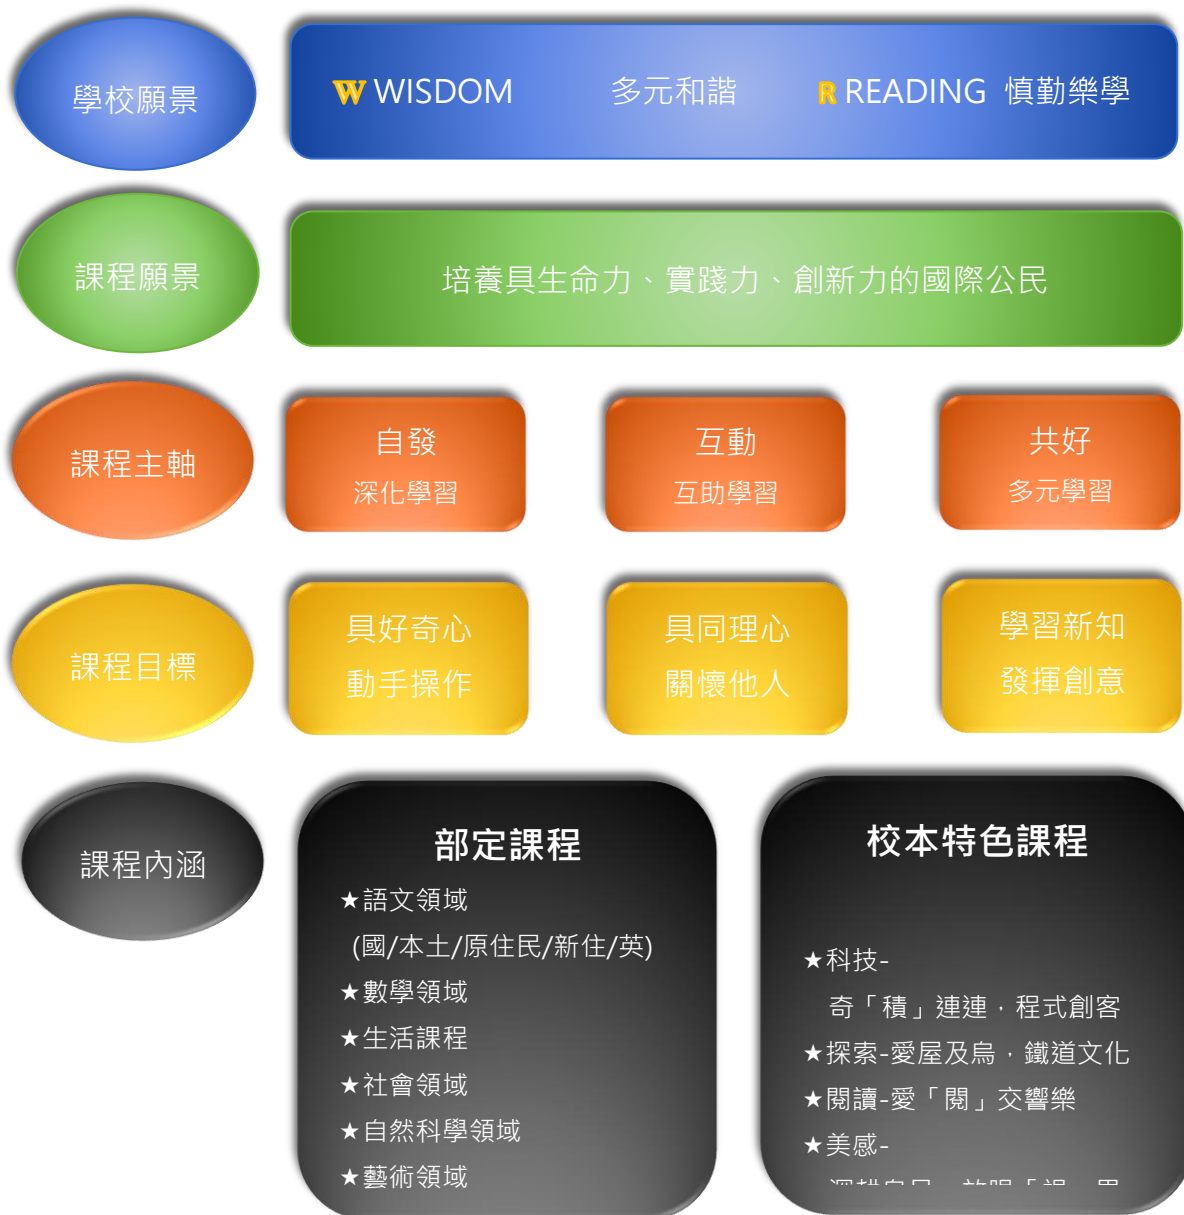 學校願景
W WISDOM 多元和諧 R READING 慎勤樂學
課程願景
培養具生命力、實踐力、創新力的國際公民
課程主軸
自發
深化學習
互動
互助學習
共好
多元學習
課程目標
具好奇心
動手操作
具同理心
關懷他人
學習新知
發揮創意
課程內涵
部定課程
★語文領域
(國/本土/原住民/新住/英)
★數學領域
★生活課程
★社會領域
★自然科學領域
★藝術領域
校本特色課程
★科技-
奇「積」連連，程式創客
★探索-愛屋及烏，鐵道文化
★閱讀-愛「閱」交響樂
★美感-